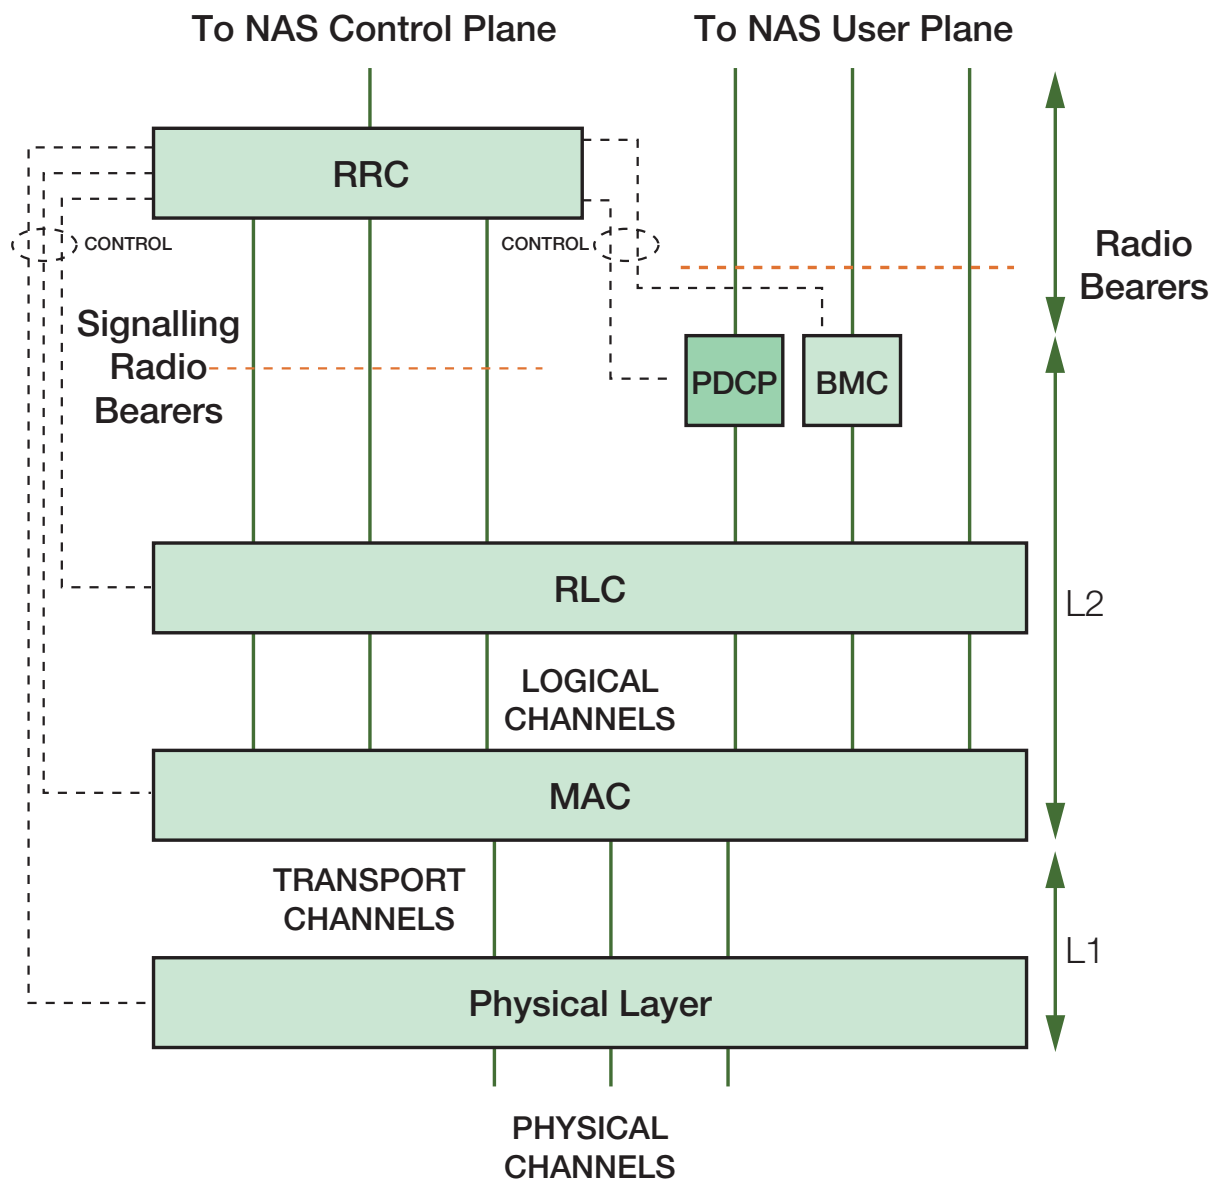 To NAS Control Plane
To NAS User Plane
RRC
CONTROL
CONTROL
Radio
Bearers
Signalling
Radio
Bearers
PDCP
BMC
RLC
L2
LOGICAL
CHANNELS
MAC
TRANSPORT
CHANNELS
L1
Physical Layer
PHYSICAL
CHANNELS